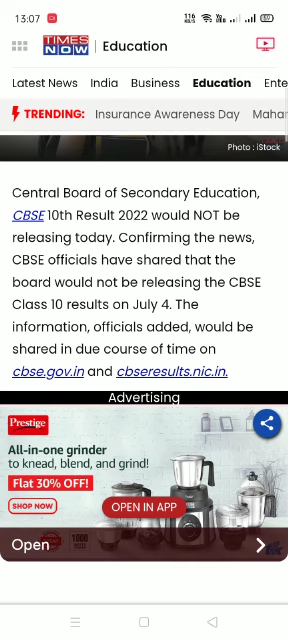 13:07
116 KB/S
TIMES NOW
Education
Latest News India Business Education Ente
TRENDING: Insurance Awareness Day Mahar
Photo : iStock
Central Board of Secondary Education,
CBSE 10th Result 2022 would NOT be
releasing today. Confirming the news,
CBSE officials have shared that the
board would not be releasing the CBSE
Class 10 results on July 4. The
information, officials added, would be
shared in due course of time on
cbse.gov.in and cbseresults.nic.in.
Advertising
Prestige
All-in-one grinder
to knead, blend, and grind!
Flat 30% OFF!
SHOP NOW
OPEN IN APP
Open